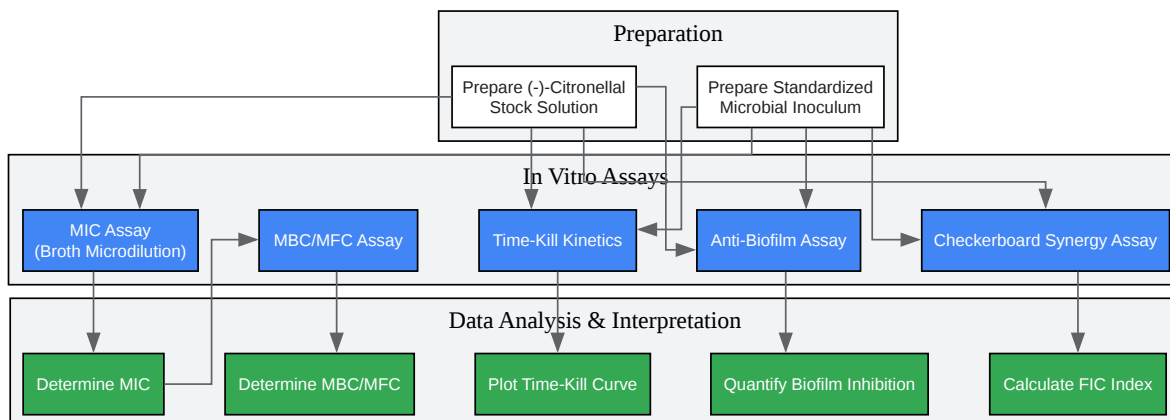 Preparation
Prepare (-)-Citronellal
Stock Solution
Prepare Standardized
Microbial Inoculum
In Vitro Assays
MIC Assay
(Broth Microdilution)
MBC/MFC Assay
Time-Kill Kinetics
Anti-Biofilm Assay
Checkerboard Synergy Assay
Data Analysis & Interpretation
Determine MIC
Determine MBC/MFC
Plot Time-Kill Curve
Quantify Biofilm Inhibition
Calculate FIC Index